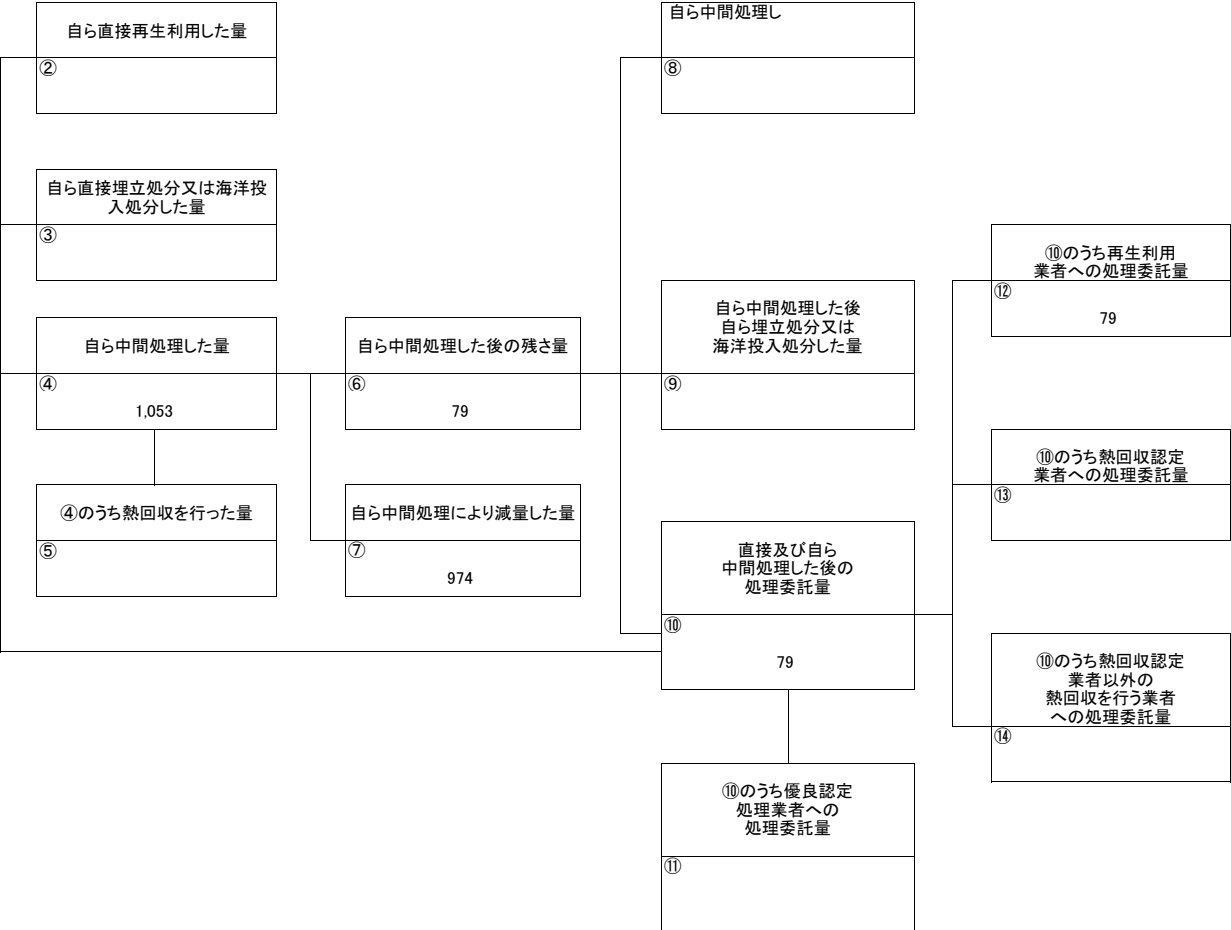 自ら直接再生利用した量
②
自ら中間処理し
⑧
自ら直接埋立処分又は海洋投
入処分した量
③
自ら中間処理した量
④
1,053
自ら中間処理した後の残さ量
⑥
79
自ら中間処理した後
自ら埋立処分又は
海洋投入処分した量
⑨
⑩のうち再生利用
業者への処理委託量
⑫
79
④のうち熱回収を行った量
⑤
自ら中間処理により減量した量
⑦
974
直接及び自ら
中間処理した後の
処理委託量
⑩
79
⑩のうち熱回収認定
業者への処理委託量
⑬
⑩のうち熱回収認定
業者以外の
熱回収を行う業者
への処理委託量
⑭
⑩のうち優良認定
処理業者への
処理委託量
⑪